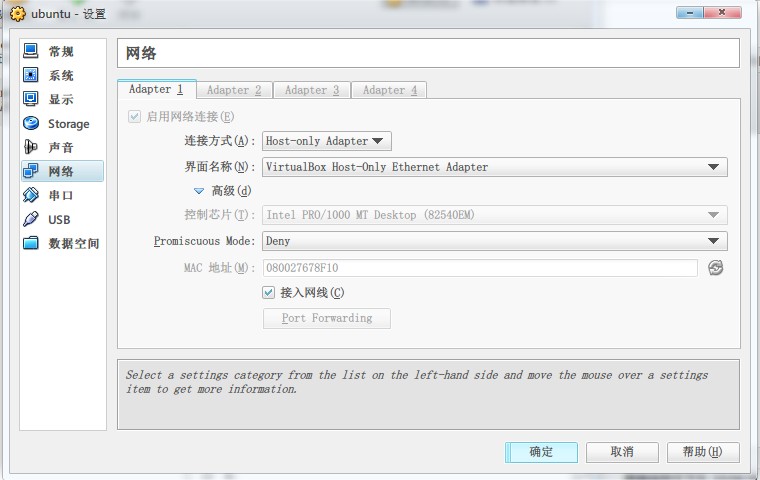 ubuntu - 设置
常规
系统
显示
Storage
声音
网络
串口
USB
数据空间
网络
Adapter 1 Adapter 2 Adapter 3 Adapter 4
启用网络连接(E)
连接方式(A): Host-only Adapter
界面名称(N): VirtualBox Host-Only Ethernet Adapter
高级(d)
控制芯片(T): Intel PRO/1000 MT Desktop (82540EM)
Promiscuous Mode: Deny
MAC 地址(M): 080027678F10
接入网线(C)
Port Forwarding
Select a settings category from the list on the left-hand side and move the mouse over a settings
item to get more information.
确定 取消 帮助(H)